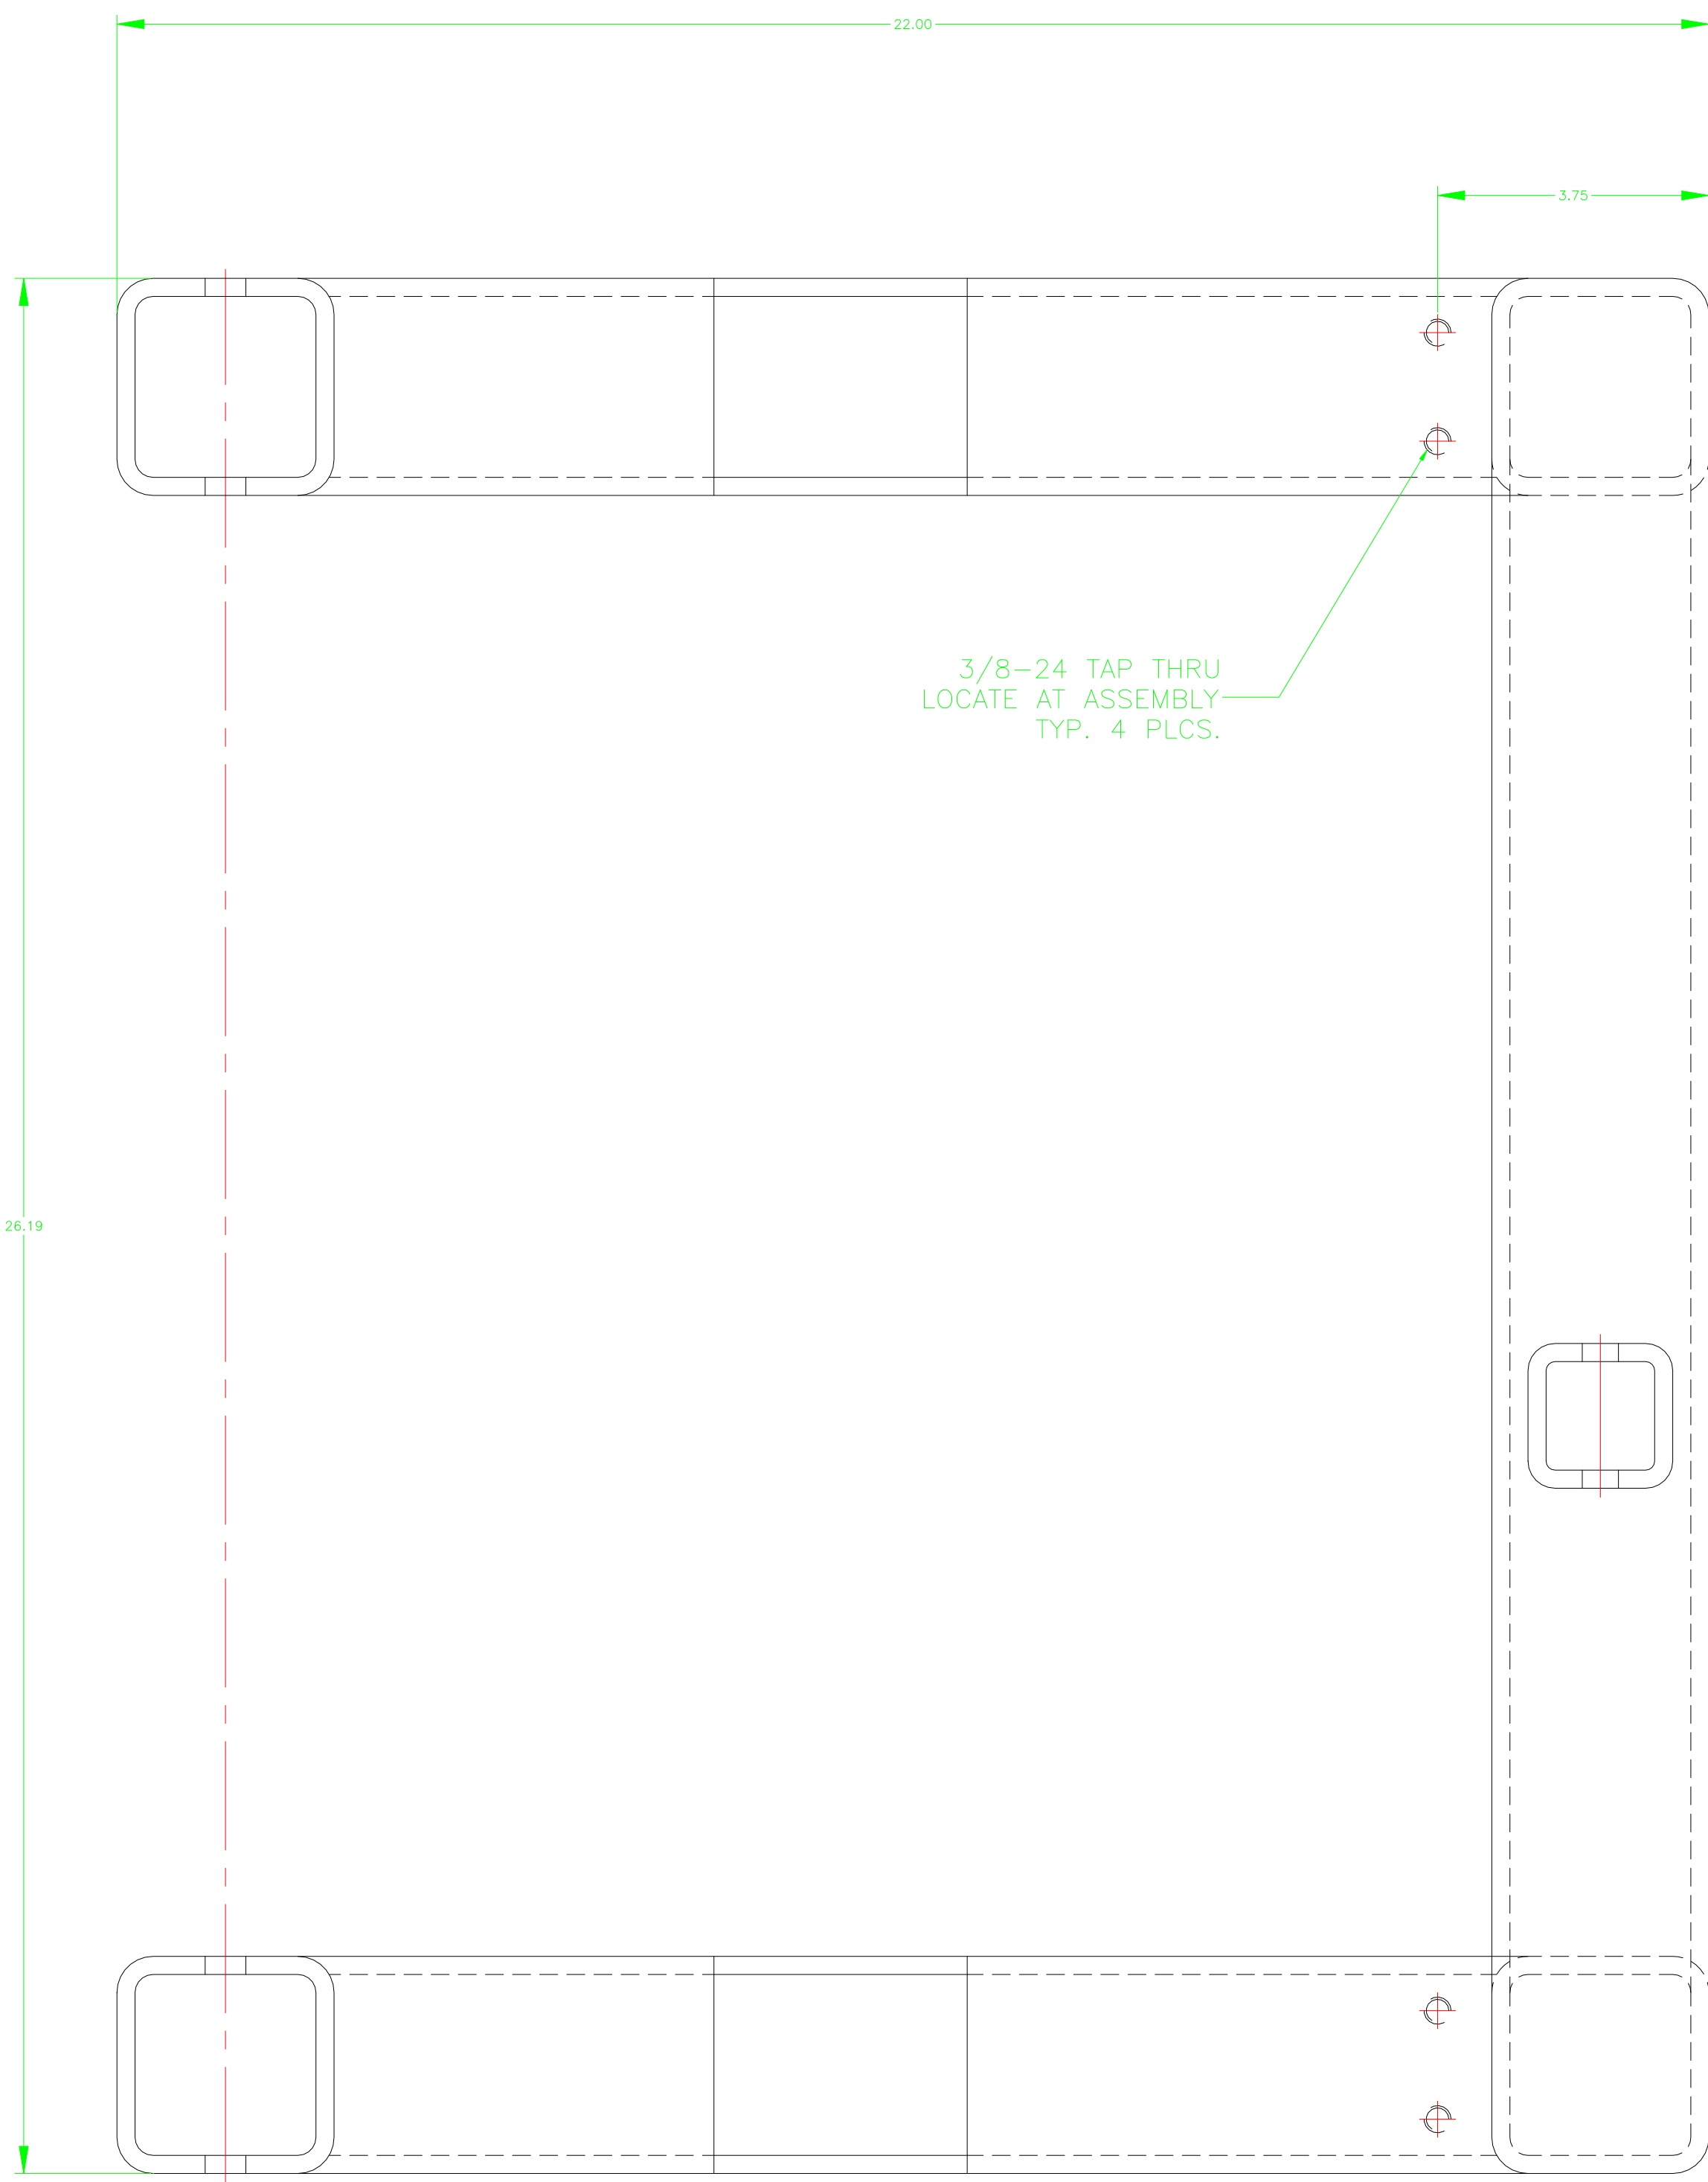 22.00
3.75
3/8-24 TAP THRU
LOCATE AT ASSEMBLY
TYP. 4 PLCS.
26.19